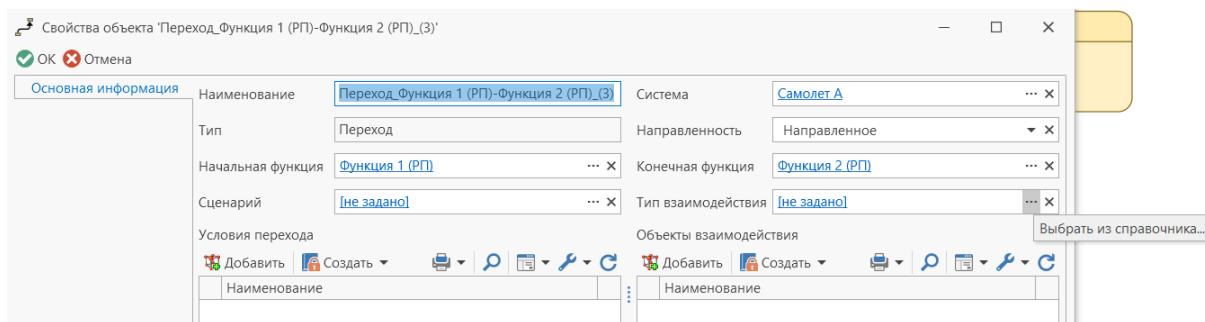 Свойства объекта 'Переход_Функция 1 (РП)-Функция 2 (РП)_(3)'
ОК Отмена
Основная информация
Наименование Переход_Функция 1 (РП)-Функция 2 (РП)_(3) Система Самолет А ... 
Тип Переход Направленность Направленное
Начальная функция Функция 1 (РП) ... Конечная функция Функция 2 (РП) ...
Сценарий [не задано] ... Тип взаимодействия [не задано] ...
Выбрать из справочника...
Условия перехода Объекты взаимодействия
Добавить Создать Добавить Создать
Наименование Наименование